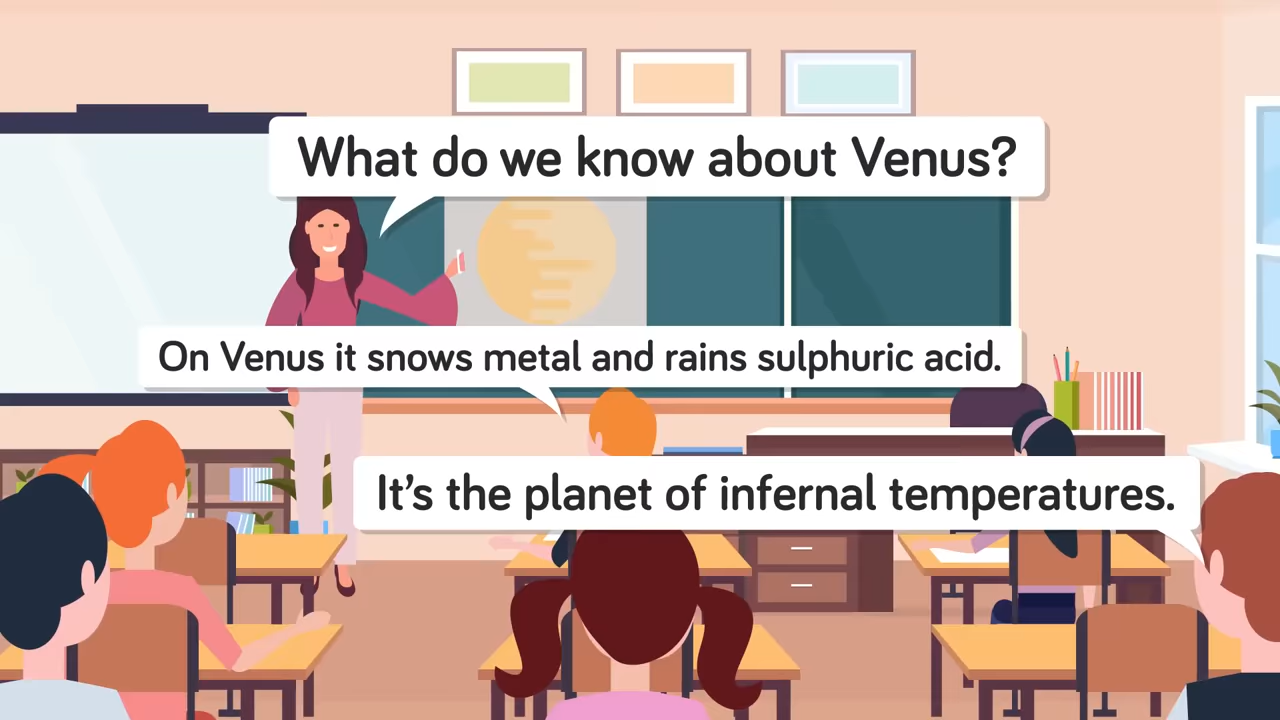 What do we know about Venus?
On Venus it snows metal and rains sulphuric acid.
It's the planet of infernal temperatures.